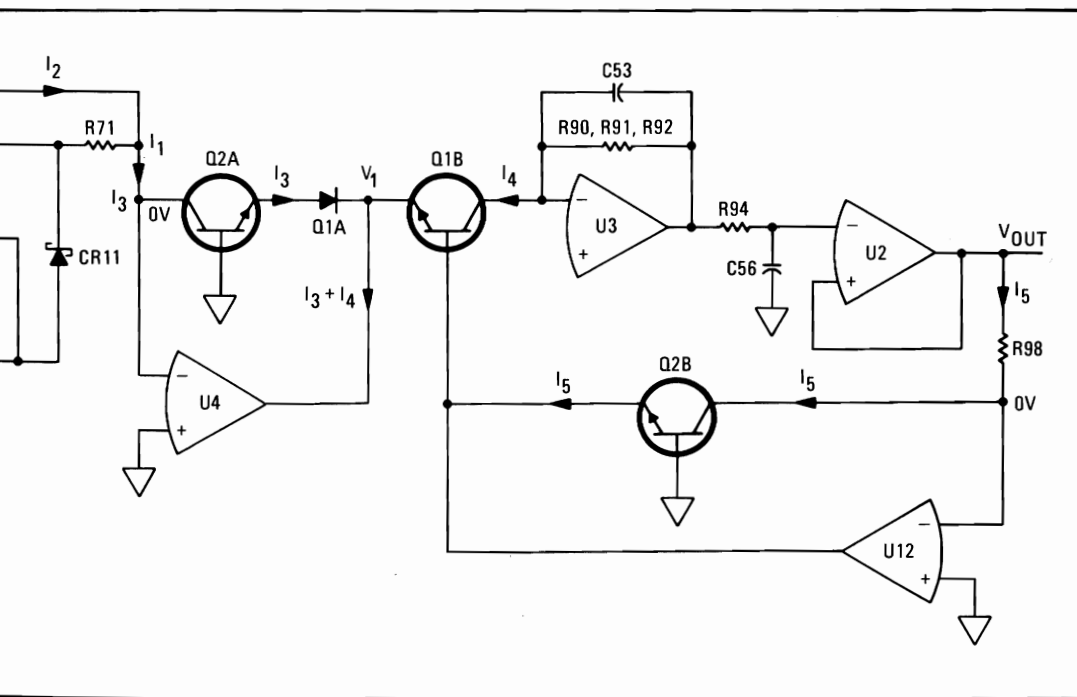 I2
C53
R71
I1
R90, R91, R92
Q2A
I3
V1
Q1B
I4
I3
0V
Q1A
−
U3
+
R94
−
U2
+
VOUT
CR11
C56
I3 + I4
I5
R98
Q2B
I5
I5
0V
−
U4
+
−
U12
+